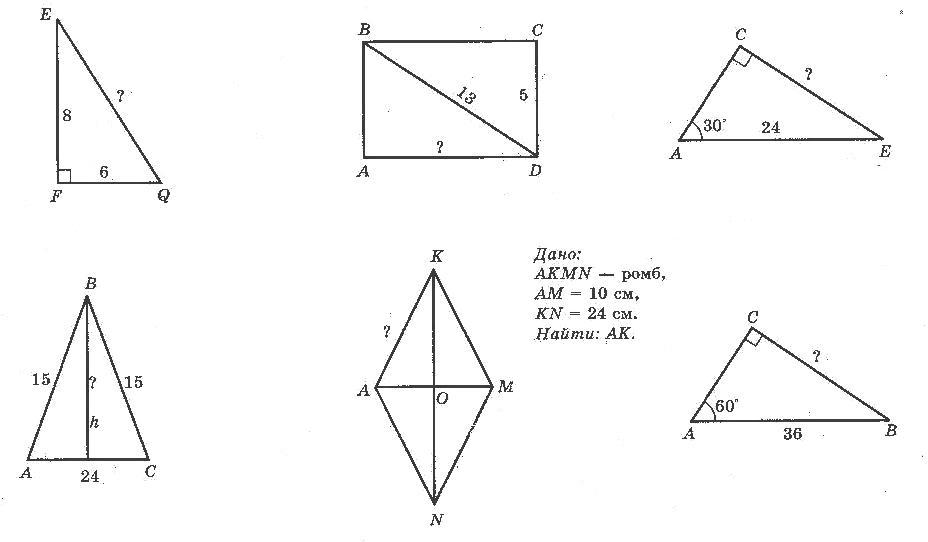 E
8
?
6
F
Q
B
C
13
5
?
A
D
C
?
30°
24
A
E
B
15
?
15
h
A
24
C
K
?
A
O
M
N
Дано:
AKMN — ромб,
AM = 10 см,
KN = 24 см.
Найти: AK.
C
?
60°
A
36
B